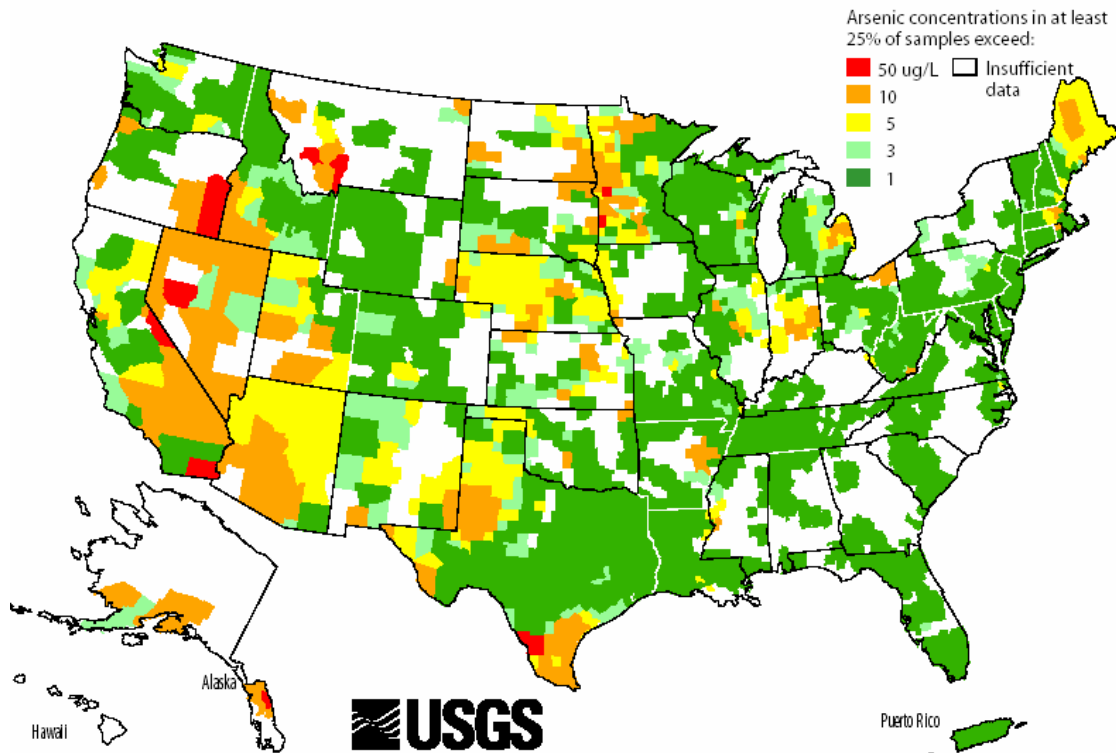 Arsenic concentrations in at least
25% of samples exceed:
50 ug/L
Insufficient
data
10
5
3
1
Alaska
Hawaii
USGS
Puerto Rico